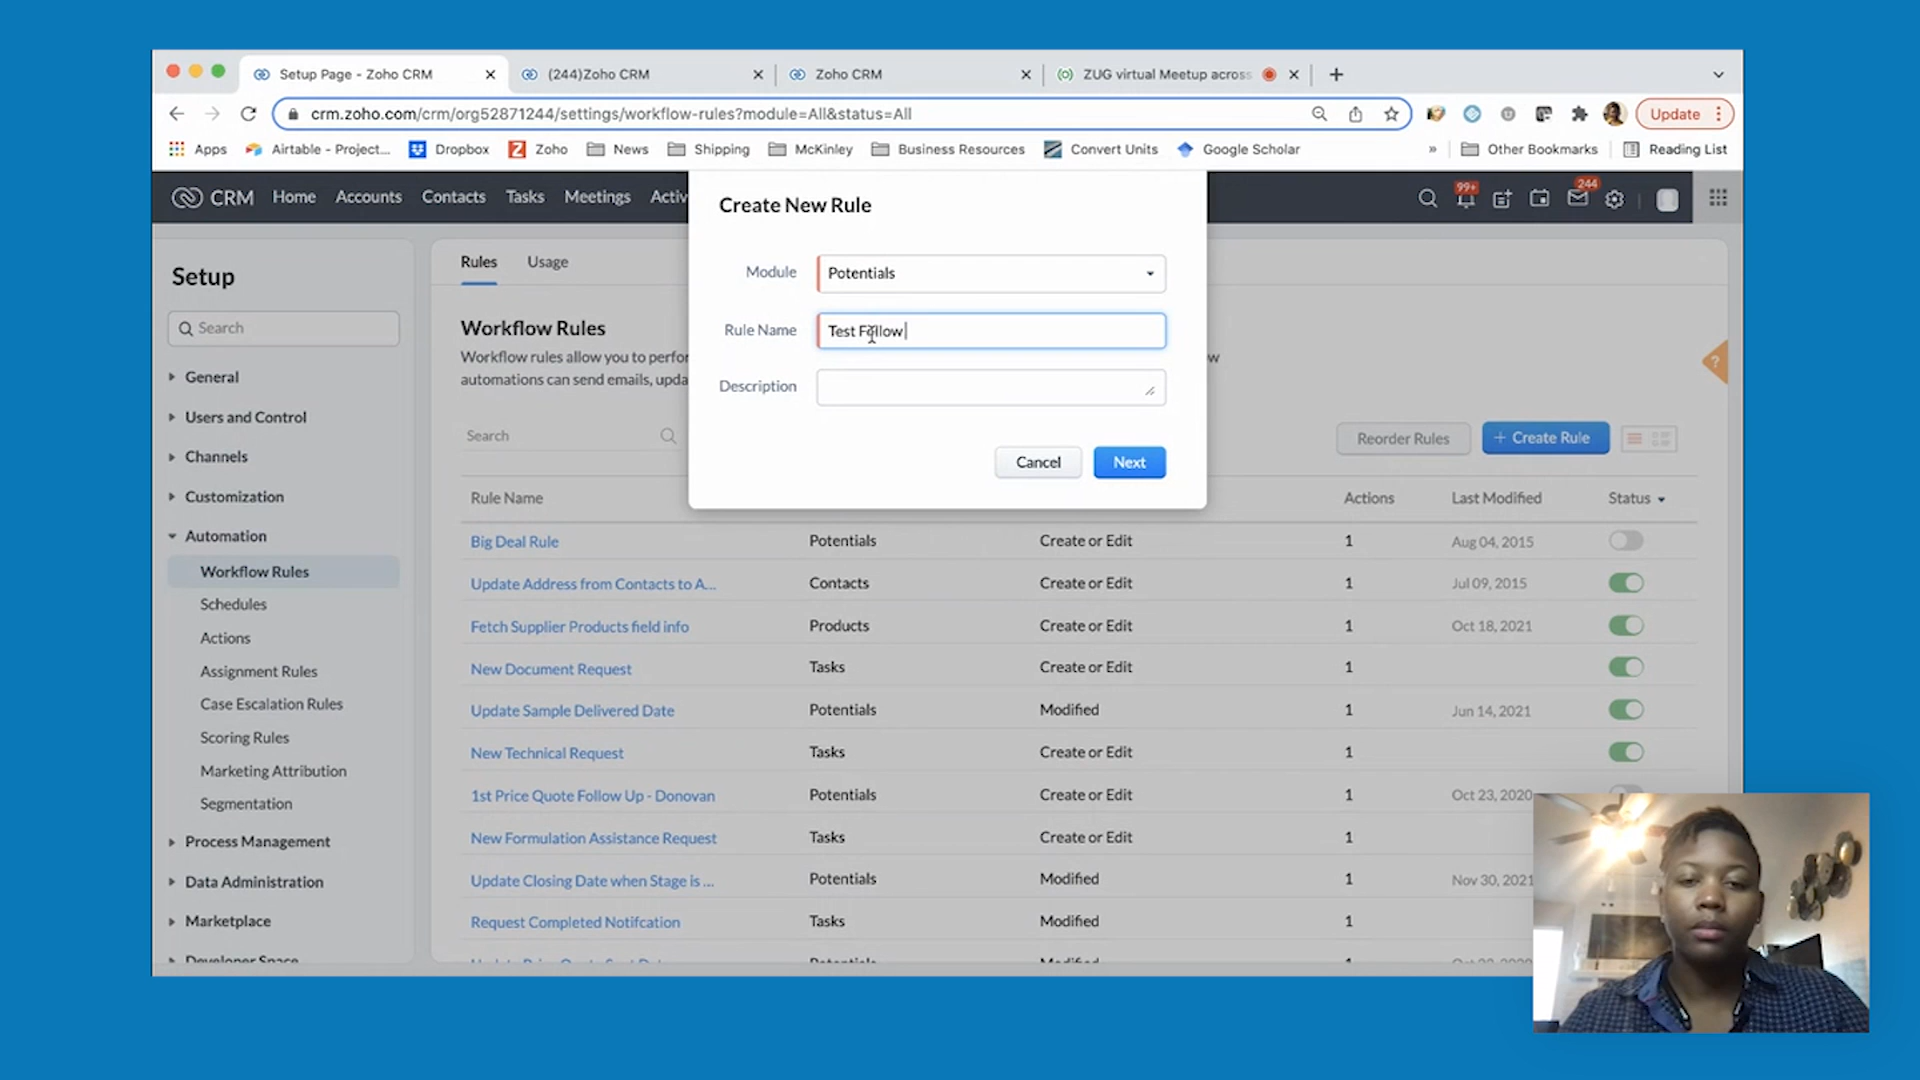 Setup Page - Zoho CRM
(244)Zoho CRM
Zoho CRM
ZUG virtual Meetup across
crm.zoho.com/crm/org52871244/settings/workflow-rules?module=All&status=All
Update
Apps
Airtable - Project...
Dropbox
Zoho
News
Shipping
McKinley
Business Resources
Convert Units
Google Scholar
»
Other Bookmarks
Reading List
CRM
Home
Accounts
Contacts
Tasks
Meetings
Activ
99+
244
Create New Rule
Module
Potentials
Rule Name
Test Follow
Description
Cancel
Next
Setup
Search
General
Users and Control
Channels
Customization
Automation
Workflow Rules
Schedules
Actions
Assignment Rules
Case Escalation Rules
Scoring Rules
Marketing Attribution
Segmentation
Process Management
Data Administration
Marketplace
Developer Space
Rules
Usage
Workflow Rules
Workflow rules allow you to perfor
automations can send emails, upda
?
Search
Reorder Rules
+ Create Rule
Rule Name
Actions
Last Modified
Status
Big Deal Rule Potentials Create or Edit 1 Aug 04, 2015
Update Address from Contacts to A... Contacts Create or Edit 1 Jul 09, 2015
Fetch Supplier Products field info Products Create or Edit 1 Oct 18, 2021
New Document Request Tasks Create or Edit 1
Update Sample Delivered Date Potentials Modified 1 Jun 14, 2021
New Technical Request Tasks Create or Edit 1
1st Price Quote Follow Up - Donovan Potentials Create or Edit 1 Oct 23, 2020
New Formulation Assistance Request Tasks Create or Edit 1
Update Closing Date when Stage is ... Potentials Modified 1 Nov 30, 2021
Request Completed Notifcation Tasks Modified 1